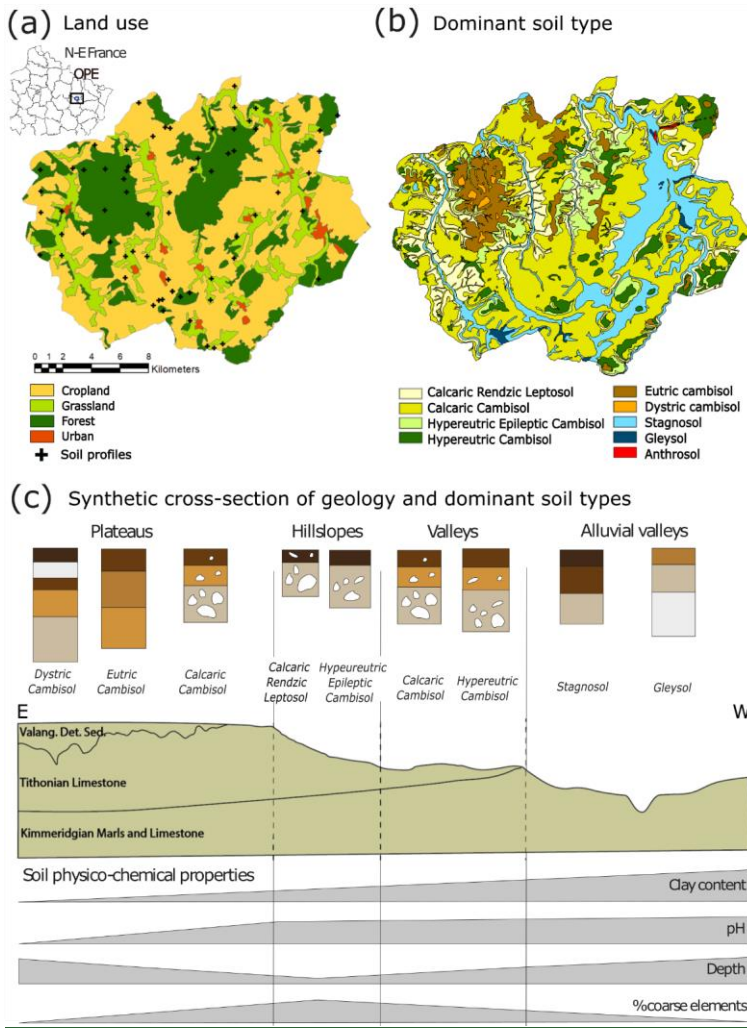 (a) Land use
N-E France
OPE
0 1 2 4 6 8
Kilometers
Cropland
Grassland
Forest
Urban
Soil profiles
(b) Dominant soil type
Calcaric Rendzic Leptosol
Calcaric Cambisol
Hypereutric Epileptic Cambisol
Hypereutric Cambisol
Eutric cambisol
Dystric cambisol
Stagnosol
Gleysol
Anthrosol
(c) Synthetic cross-section of geology and dominant soil types
Plateaus Hillslopes Valleys Alluvial valleys
Dystric
Cambisol
Eutric
Cambisol
Calcaric
Cambisol
Calcaric
Rendzic
Leptosol
Hypeureutric
Epileptic
Cambisol
Calcaric
Cambisol
Hypereutric
Cambisol
Stagnosol
Gleysol
E W
Valang. Det. Sed.
Tithonian Limestone
Kimmeridgian Marls and Limestone
Soil physico-chemical properties
Clay content
pH
Depth
%coarse elements